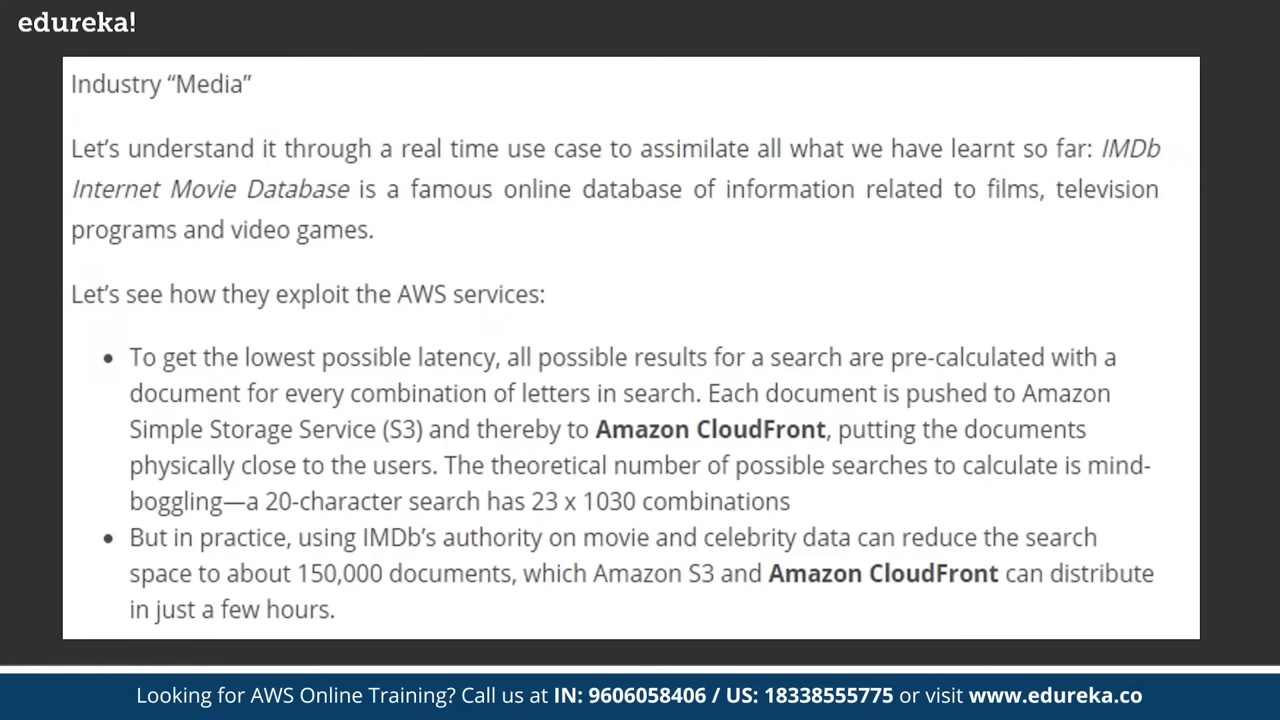 edureka!
Industry “Media”
Let’s understand it through a real time use case to assimilate all what we have learnt so far: IMDb
Internet Movie Database is a famous online database of information related to films, television
programs and video games.
Let’s see how they exploit the AWS services:
• To get the lowest possible latency, all possible results for a search are pre-calculated with a
document for every combination of letters in search. Each document is pushed to Amazon
Simple Storage Service (S3) and thereby to Amazon CloudFront, putting the documents
physically close to the users. The theoretical number of possible searches to calculate is mind-
boggling—a 20-character search has 23 x 1030 combinations
• But in practice, using IMDb’s authority on movie and celebrity data can reduce the search
space to about 150,000 documents, which Amazon S3 and Amazon CloudFront can distribute
in just a few hours.
Looking for AWS Online Training? Call us at IN: 9606058406 / US: 18338555775 or visit www.edureka.co